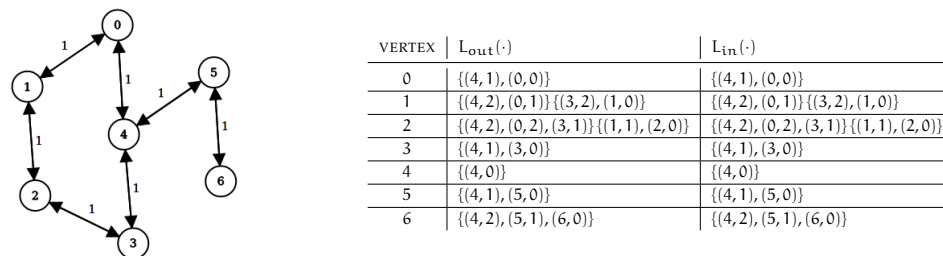 0
1
1
1
5
1
1
4
1
1
2
1
1
6
3
VERTEX L_out(·) L_in(·)
0 {(4,1),(0,0)} {(4,1),(0,0)}
1 {(4,2),(0,1)}{(3,2),(1,0)} {(4,2),(0,1)}{(3,2),(1,0)}
2 {(4,2),(0,2),(3,1)}{(1,1),(2,0)} {(4,2),(0,2),(3,1)}{(1,1),(2,0)}
3 {(4,1),(3,0)} {(4,1),(3,0)}
4 {(4,0)} {(4,0)}
5 {(4,1),(5,0)} {(4,1),(5,0)}
6 {(4,2),(5,1),(6,0)} {(4,2),(5,1),(6,0)}